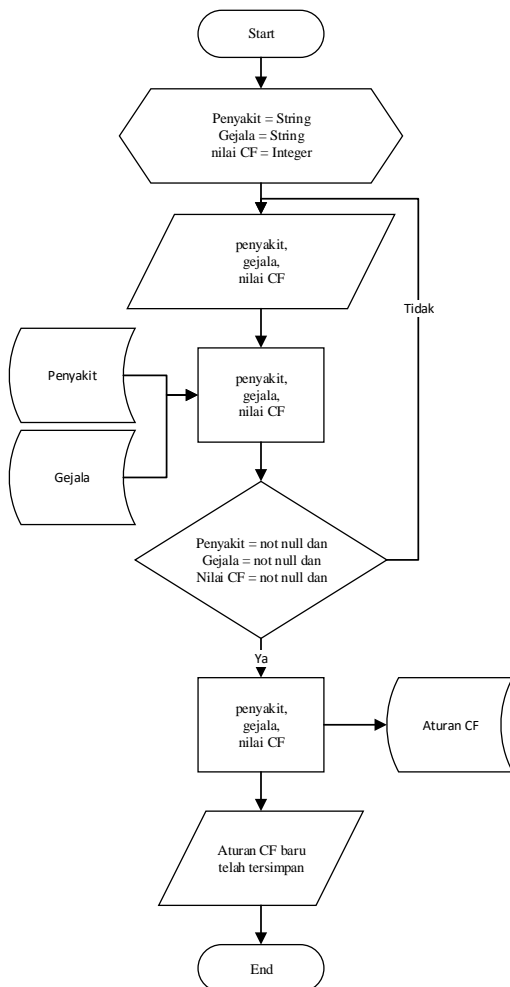 Start
Penyakit = String
Gejala = String
nilai CF = Integer
penyakit,
gejala,
nilai CF
Tidak
Penyakit
penyakit,
gejala,
nilai CF
Gejala
Penyakit = not null dan
Gejala = not null dan
Nilai CF = not null dan
Ya
penyakit,
gejala,
nilai CF
Aturan CF
Aturan CF baru
telah tersimpan
End